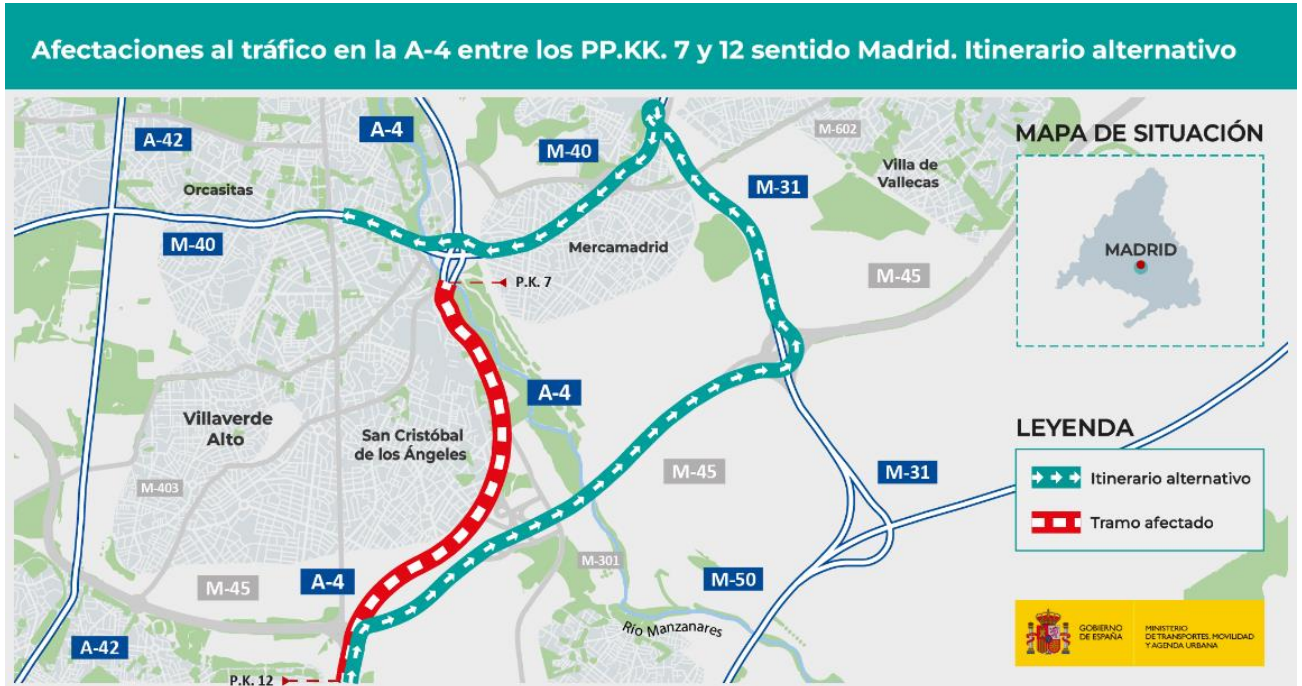 Afectaciones al tráfico en la A-4 entre los PP.KK. 7 y 12 sentido Madrid. Itinerario alternativo
A-42
A-4
M-40
M-602
Villa de
Vallecas
Orcasitas
M-31
M-40
Mercamadrid
M-45
P.K. 7
A-4
Villaverde
Alto
San Cristóbal
de los Ángeles
M-403
M-45
M-31
M-301
M-45
A-4
M-50
Río Manzanares
A-42
P.K. 12
MAPA DE SITUACIÓN
MADRID
LEYENDA
Itinerario alternativo
Tramo afectado
GOBIERNO
DE ESPAÑA
MINISTERIO
DE TRANSPORTES, MOVILIDAD
Y AGENDA URBANA